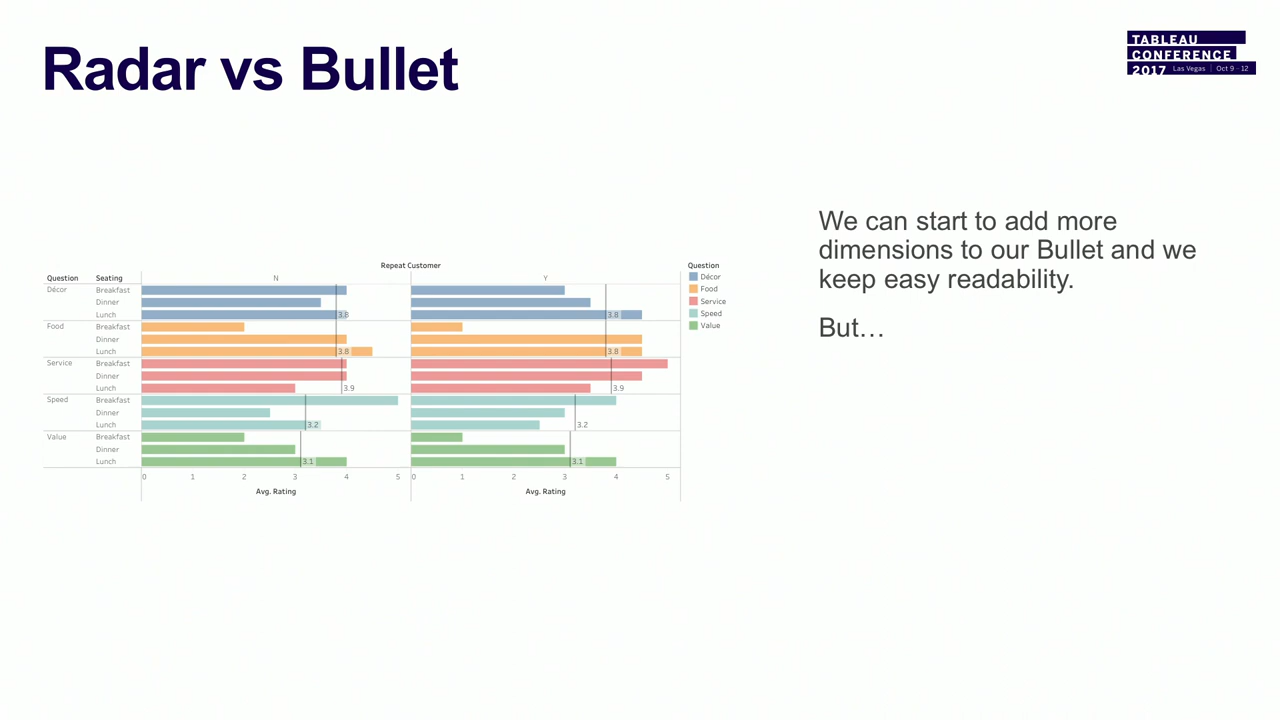 Radar vs Bullet
TABLEAU
CONFERENCE
2017 Las Vegas | Oct 9 - 12
We can start to add more
dimensions to our Bullet and we
keep easy readability.
But…
Repeat Customer
Question Seating N Y
Décor Breakfast
Dinner
Lunch 3.8 3.8
Food Breakfast
Dinner
Lunch 3.8 3.8
Service Breakfast
Dinner
Lunch 3.9 3.9
Speed Breakfast
Dinner
Lunch 3.2 3.2
Value Breakfast
Dinner
Lunch 3.1 3.1
0 1 2 3 4 5 0 1 2 3 4 5
Avg. Rating Avg. Rating
Question
Décor
Food
Service
Speed
Value